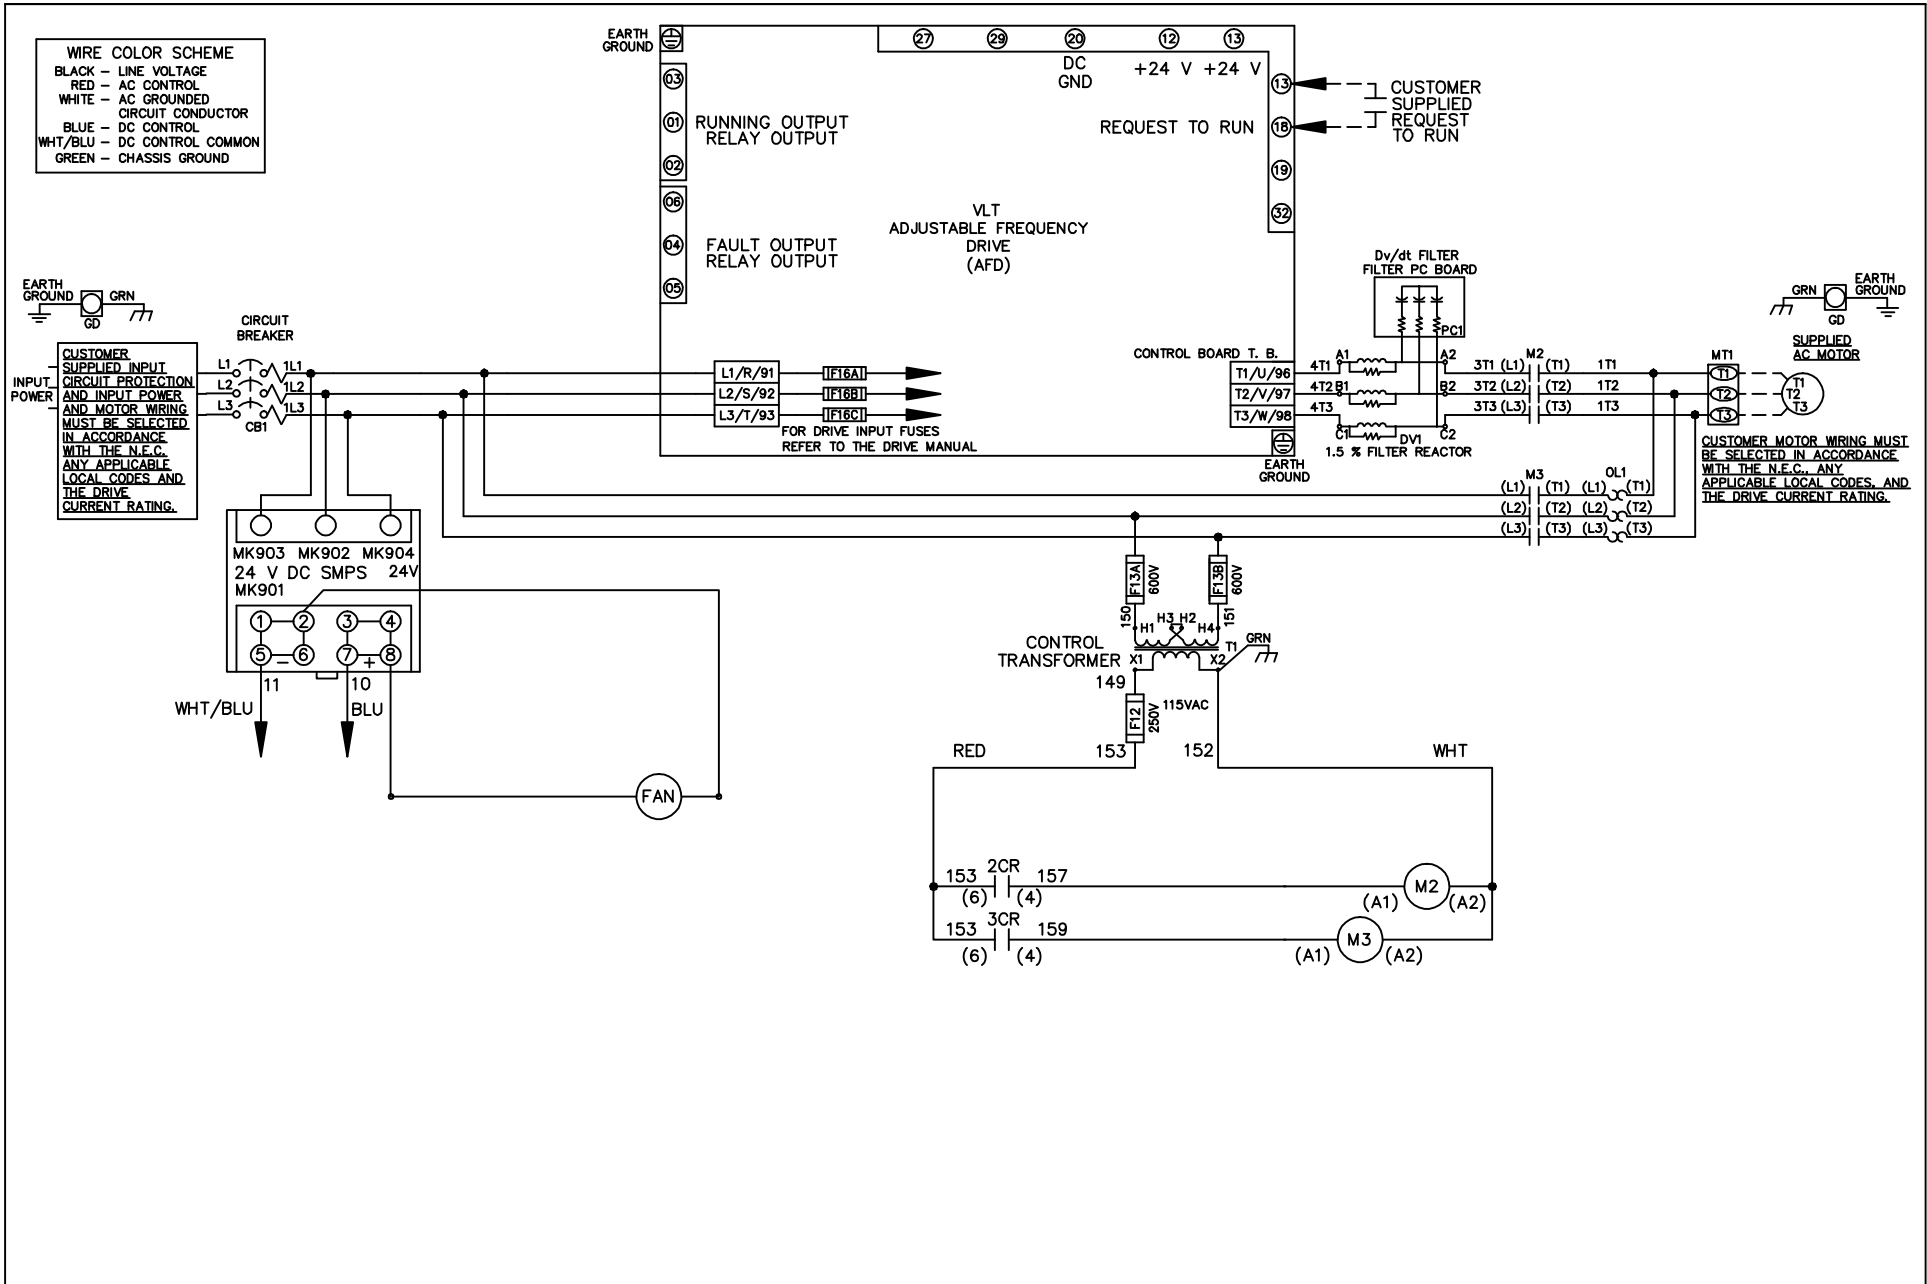 WIRE COLOR SCHEME
BLACK – LINE VOLTAGE
RED – AC CONTROL
WHITE – AC GROUNDED
CIRCUIT CONDUCTOR
BLUE – DC CONTROL
WHT/BLU – DC CONTROL COMMON
GREEN – CHASSIS GROUND
EARTH
GROUND
27 29 20 12 13
DC
GND
+24 V +24 V
03
01
02
RUNNING OUTPUT
RELAY OUTPUT
06
04
05
FAULT OUTPUT
RELAY OUTPUT
VLT
ADJUSTABLE FREQUENCY
DRIVE
(AFD)
REQUEST TO RUN
13
18
19
32
CUSTOMER
SUPPLIED
REQUEST
TO RUN
EARTH
GROUND
GRN
GD
INPUT
POWER
CUSTOMER
SUPPLIED INPUT
CIRCUIT PROTECTION
AND INPUT POWER
AND MOTOR WIRING
MUST BE SELECTED
IN ACCORDANCE
WITH THE N.E.C.
ANY APPLICABLE
LOCAL CODES AND
THE DRIVE
CURRENT RATING.
CIRCUIT
BREAKER
L1 1L1
L2 1L2
L3 1L3
CB1
L1/R/91 F16A
L2/S/92 F16B
L3/T/93 F16C
FOR DRIVE INPUT FUSES
REFER TO THE DRIVE MANUAL
CONTROL BOARD T. B.
T1/U/96
T2/V/97
T3/W/98
EARTH
GROUND
Dv/dt FILTER
FILTER PC BOARD
PC1
4T1 A1 A2
4T2 B1 B2
4T3 C1 C2
DV1
1.5 % FILTER REACTOR
M2
3T1 (L1) (T1) 1T1
3T2 (L2) (T2) 1T2
3T3 (L3) (T3) 1T3
MT1
T1
T2
T3
GRN
GD
EARTH
GROUND
SUPPLIED
AC MOTOR
T1
T2
T3
CUSTOMER MOTOR WIRING MUST
BE SELECTED IN ACCORDANCE
WITH THE N.E.C., ANY
APPLICABLE LOCAL CODES, AND
THE DRIVE CURRENT RATING.
M3 OL1
(L1) (T1) (L1) (T1)
(L2) (T2) (L2) (T2)
(L3) (T3) (L3) (T3)
MK903 MK902 MK904
24 V DC SMPS 24V
MK901
1 2 3 4
5 – 6 7 + 8
11 10
WHT/BLU BLU
FAN
F13A
600V
F13B
600V
150
151
H1 H3 H2 H4
T1
GRN
CONTROL
TRANSFORMER
X1 X2
149
F12
250V
115VAC
RED 153 152 WHT
153 2CR 157
(6) (4)
M2
(A1) (A2)
153 3CR 159
(6) (4)
M3
(A1) (A2)